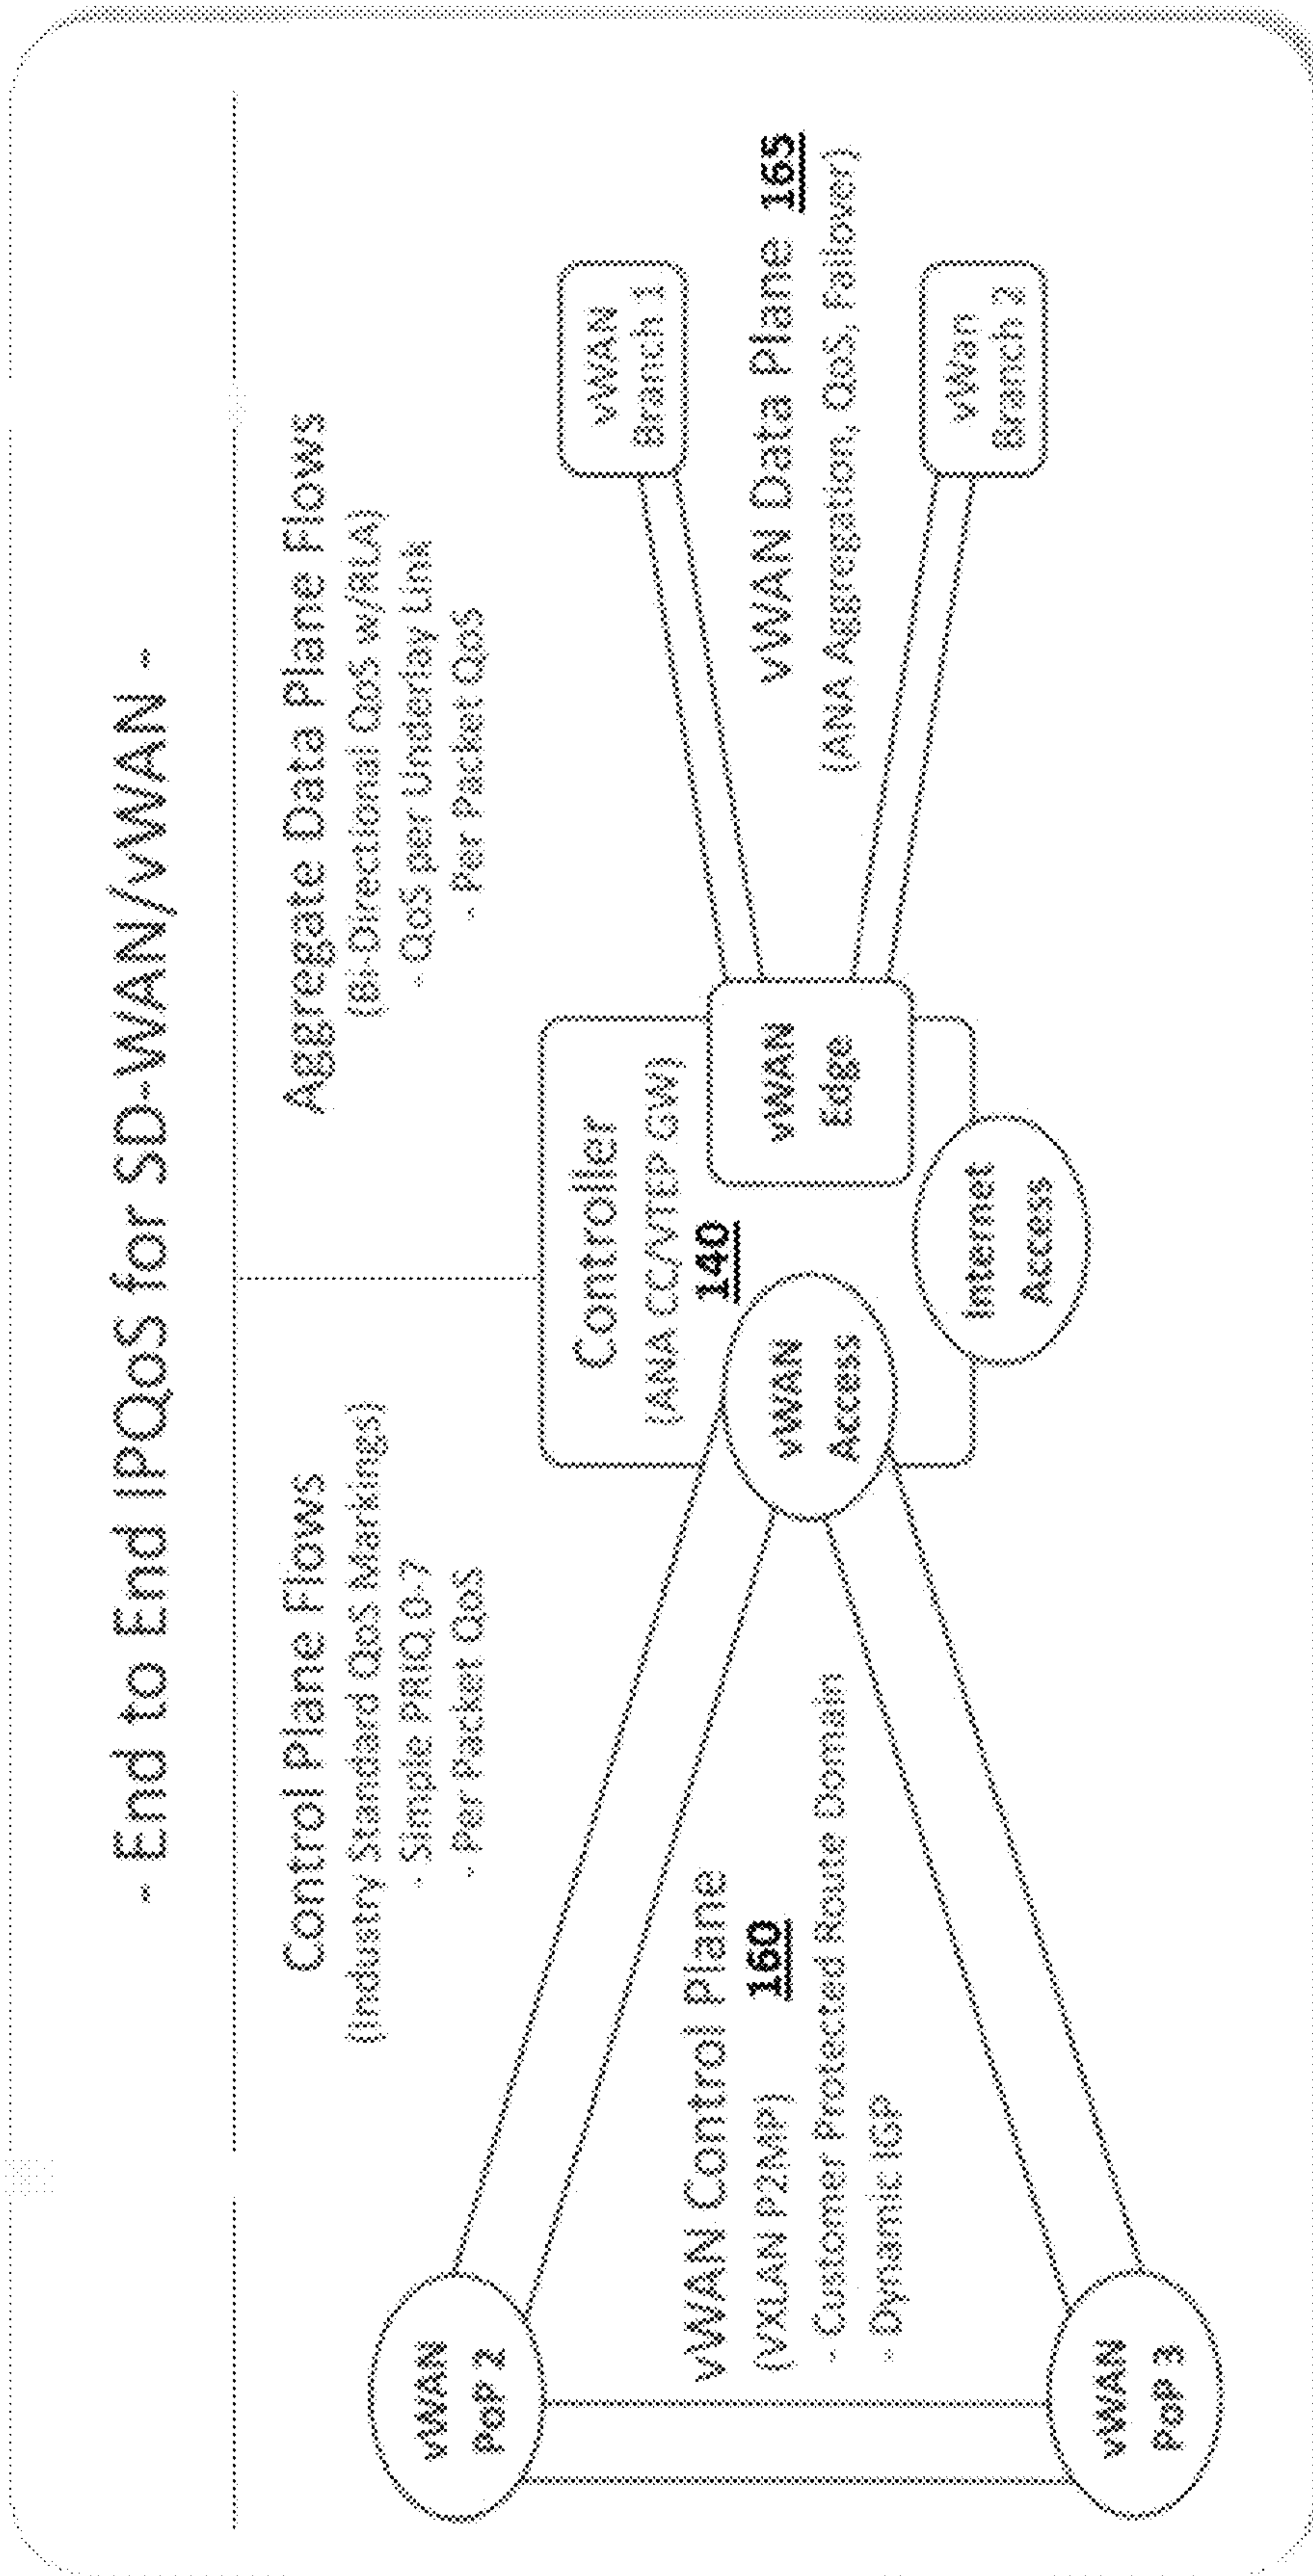 - End to End IPQoS for SD-WAN/vWAN -
Control Plane Flows
(Industry Standard QoS Markings)
- Simple PRIQ 0-7
- Per Packet QoS
Aggregate Data Plane Flows
(Bi-Directional QoS w/RLA)
- QoS per Underlay Link
- Per Packet QoS
vWAN
PoP 2
vWAN Control Plane
160
(VXLAN P2MP)
- Customer Protected Route Domain
- Dynamic IGP
vWAN
PoP 3
Controller
(ANA CC/VTEP GW)
140
vWAN
Access
vWAN
Edge
Internet
Access
vWAN
Branch 1
vWAN Data Plane 165
(ANA Aggregation, QoS, Failover)
vWan
Branch 2